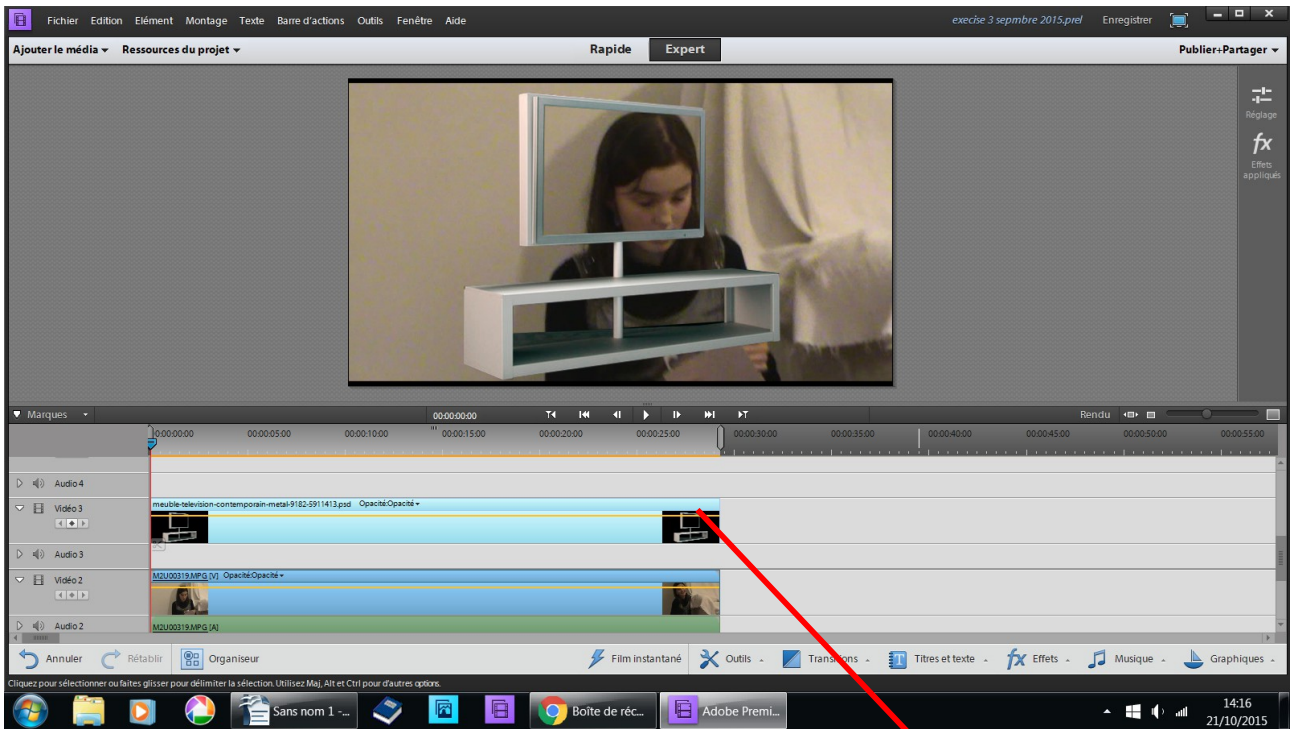 Fichier Edition Elément Montage Texte Barre d'actions Outils Fenêtre Aide execise 3 sepmbre 2015.prel Enregistrer
Ajouter le média Ressources du projet Rapide Expert Publier+Partager
Réglage
fx
Effets appliqués
Marques 00:00:00:00 Rendu
00:00:00:00 00:00:05:00 00:00:10:00 00:00:15:00 00:00:20:00 00:00:25:00 00:00:30:00 00:00:35:00 00:00:40:00 00:00:45:00 00:00:50:00 00:00:55:00
Audio 4
Vidéo 3 meuble-television-contemporain-metal-9182-5911413.psd Opacité:Opacité
Audio 3
Vidéo 2 M2U00319.MPG [V] Opacité:Opacité
Audio 2 M2U00319.MPG [A]
Annuler Rétablir Organiseur Film instantané Outils Transitions Titres et texte fx Effets Musique Graphiques
Cliquez pour sélectionner ou faites glisser pour délimiter la sélection. Utilisez Maj, Alt et Ctrl pour d'autres options.
Sans nom 1 -... Boîte de réc... Adobe Premi... 14:16
21/10/2015